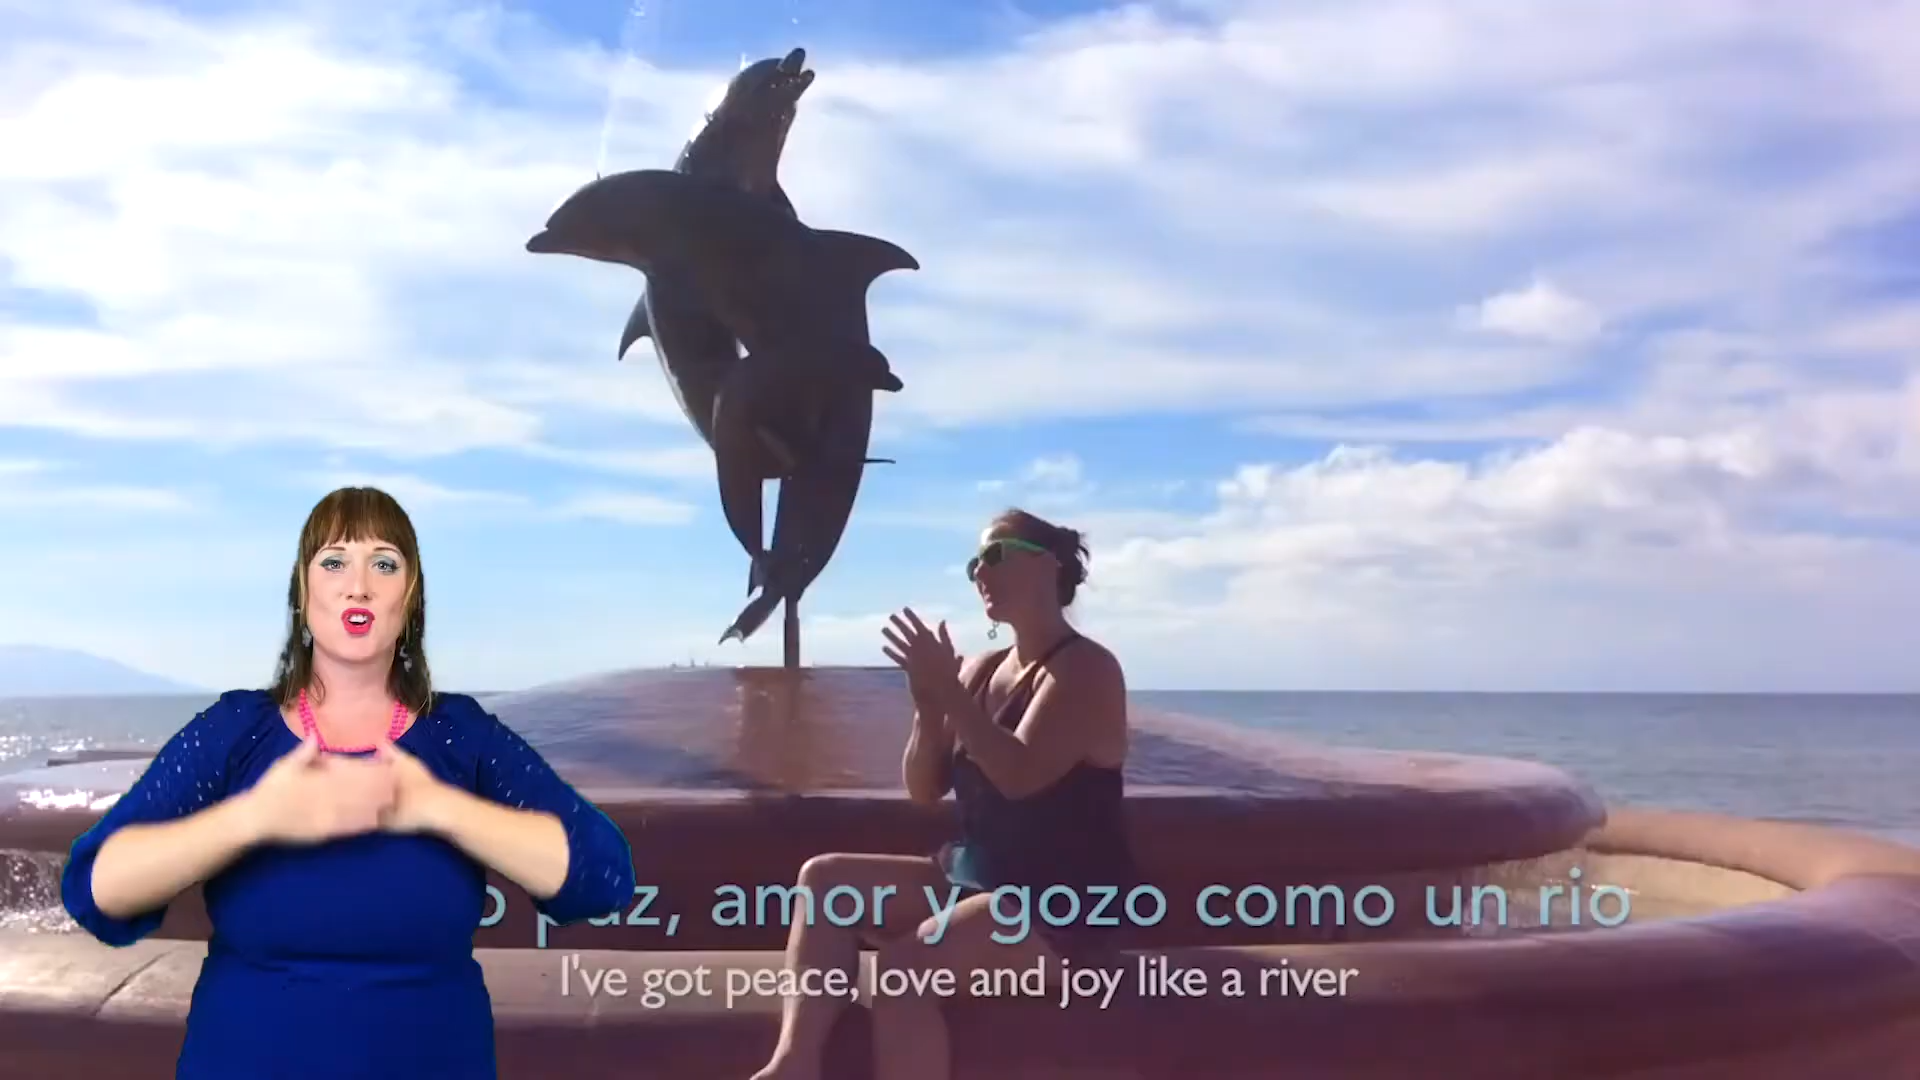 paz, amor y gozo como un rio
I've got peace, love and joy like a river